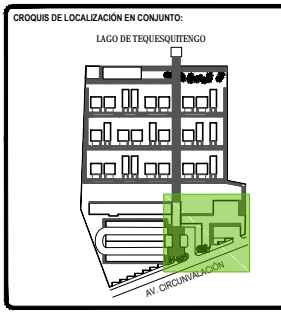 CROQUIS DE LOCALIZACIÓN EN CONJUNTO:
LAGO DE TEQUESQUITENGO
AV. CIRCUNVALACIÓN